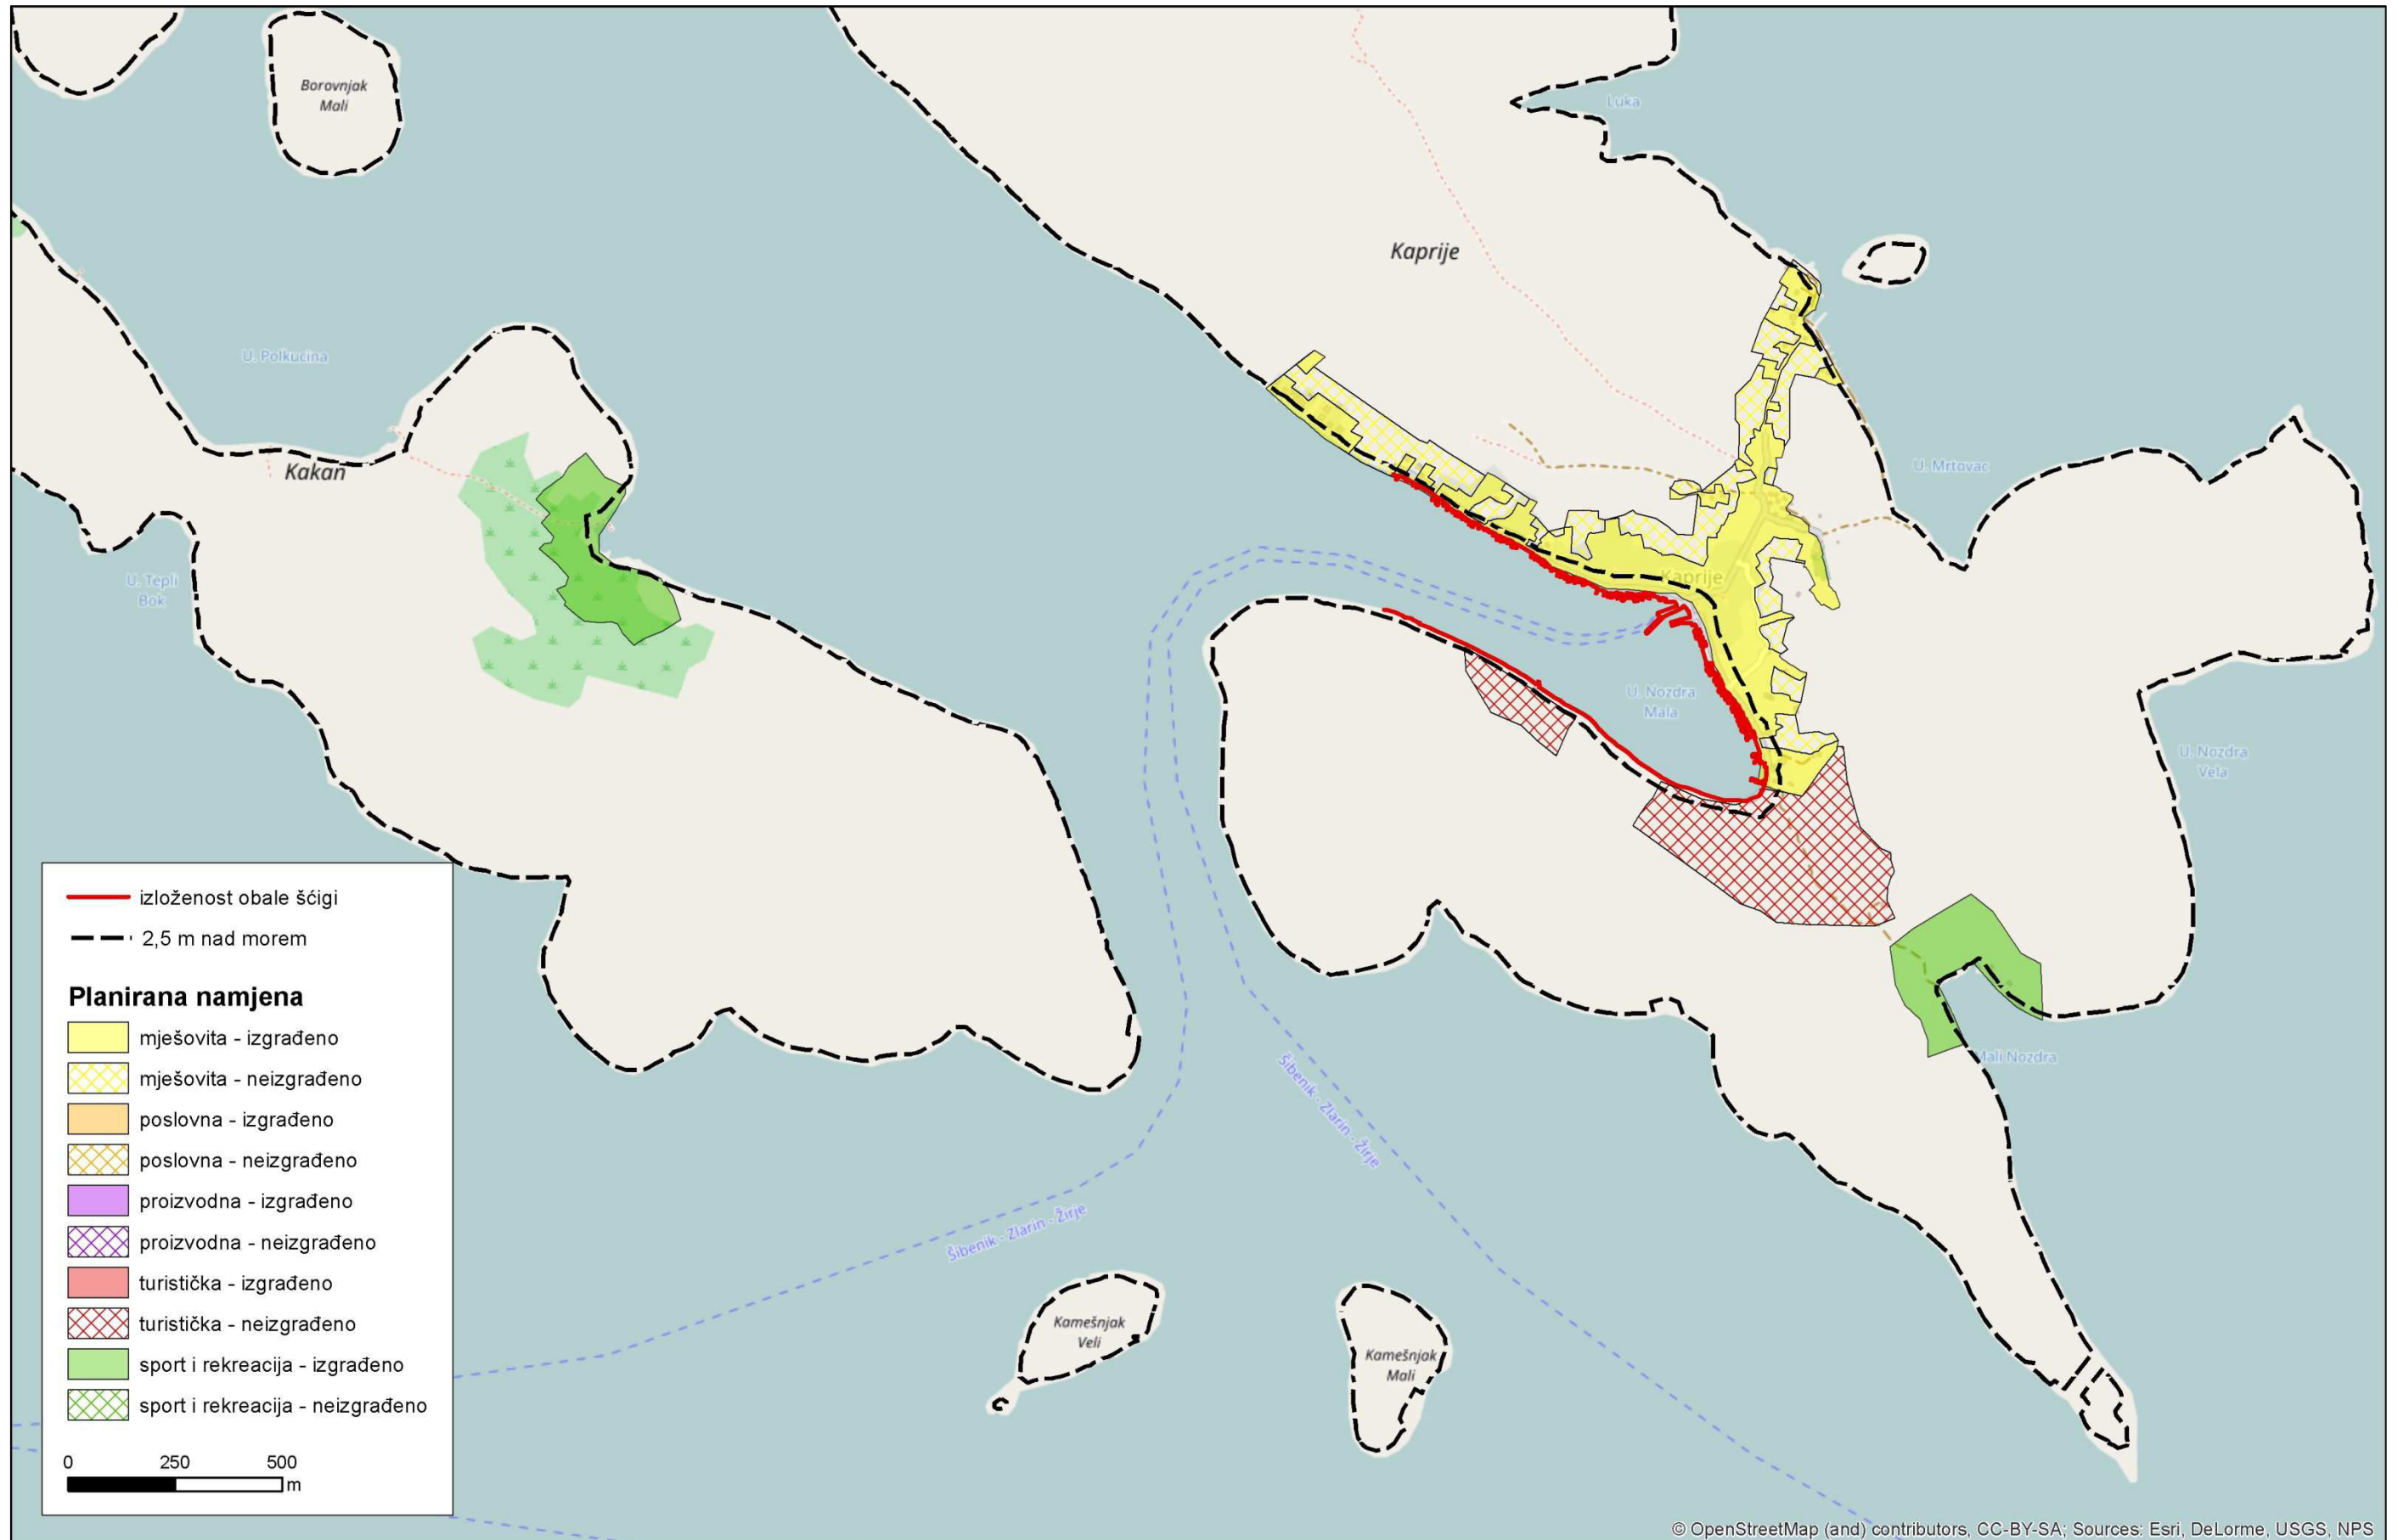 Borovnjak
Mali
Luka
Kaprije
U. Polkucina
Kakan
U. Mrtovac
U. Tepli
Bok
Kaprije
U. Nozdra
Mala
U. Nozdra
Vela
Mali Nozdra
Šibenik - Zlarin - Žirje
Šibenik - Zlarin - Žirje
Kamešnjak
Veli
Kamešnjak
Mali
izloženost obale šćigi
2,5 m nad morem
Planirana namjena
mješovita - izgrađeno
mješovita - neizgrađeno
poslovna - izgrađeno
poslovna - neizgrađeno
proizvodna - izgrađeno
proizvodna - neizgrađeno
turistička - izgrađeno
turistička - neizgrađeno
sport i rekreacija - izgrađeno
sport i rekreacija - neizgrađeno
0 250 500
m
© OpenStreetMap (and) contributors, CC-BY-SA; Sources: Esri, DeLorme, USGS, NPS